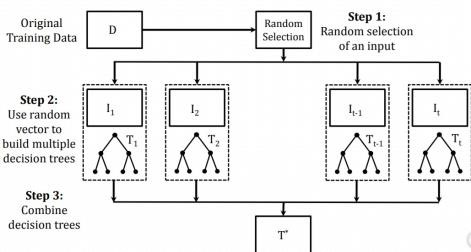 Original
Training Data
D
Random
Selection
Step 1:
Random selection
of an input
Step 2:
Use random
vector to
build multiple
decision trees
I1
T1
I2
T2
It-1
Tt-1
It
Tt
Step 3:
Combine
decision trees
T*